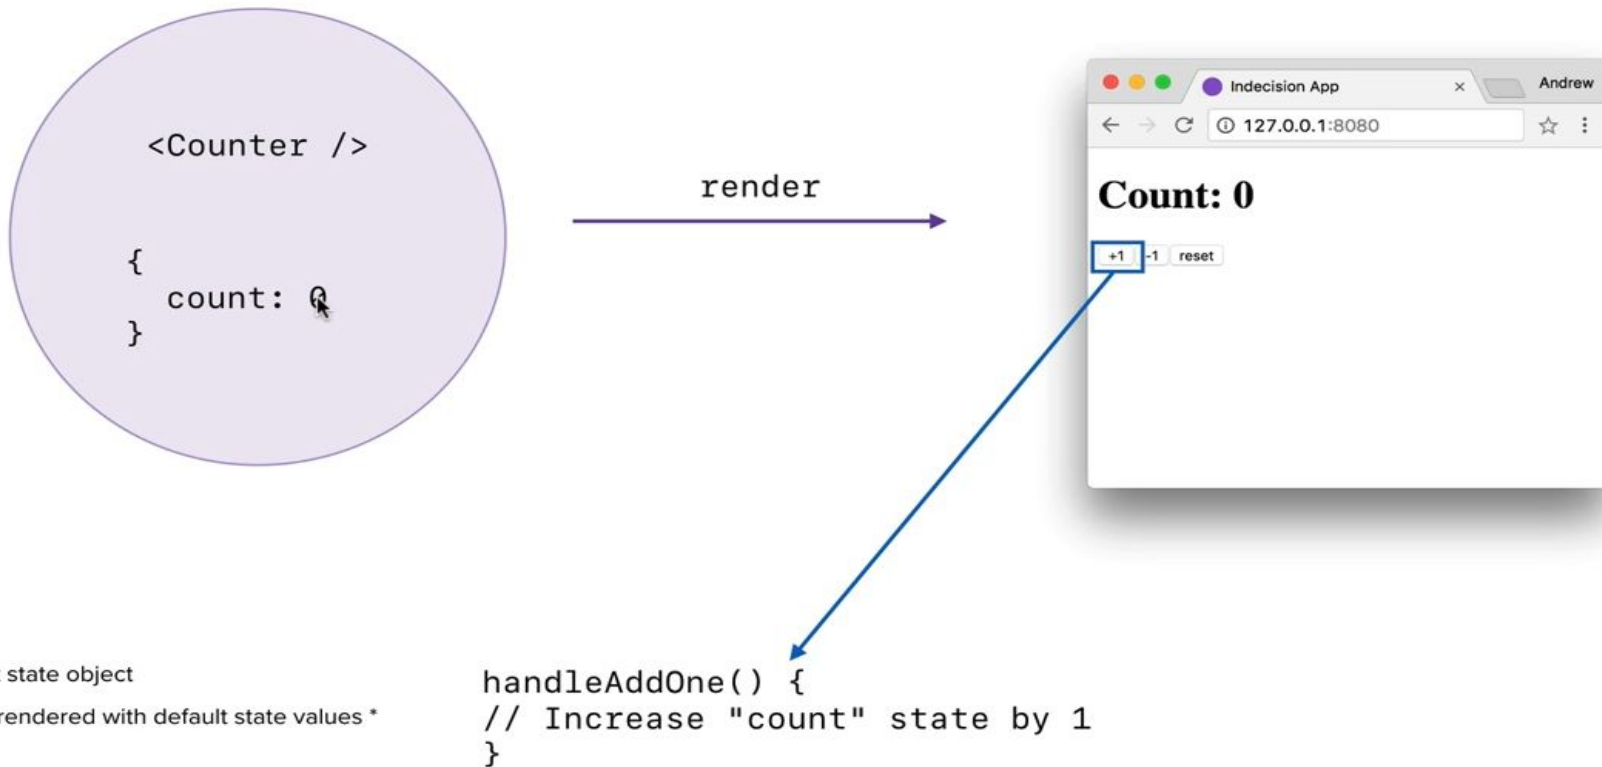 <Counter />
{
count: 0
}
render
Indecision App
Andrew
127.0.0.1:8080
Count: 0
+1 -1 reset
state object
rendered with default state values *
handleAddOne() {
// Increase "count" state by 1
}